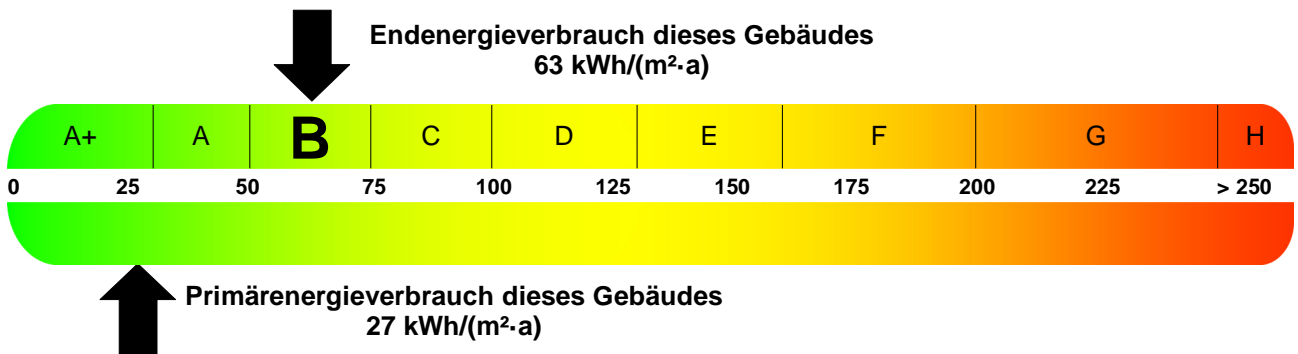 Endenergieverbrauch dieses Gebäudes
63 kWh/(m²·a)
A+ A B C D E F G H
0 25 50 75 100 125 150 175 200 225 > 250
Primärenergieverbrauch dieses Gebäudes
27 kWh/(m²·a)